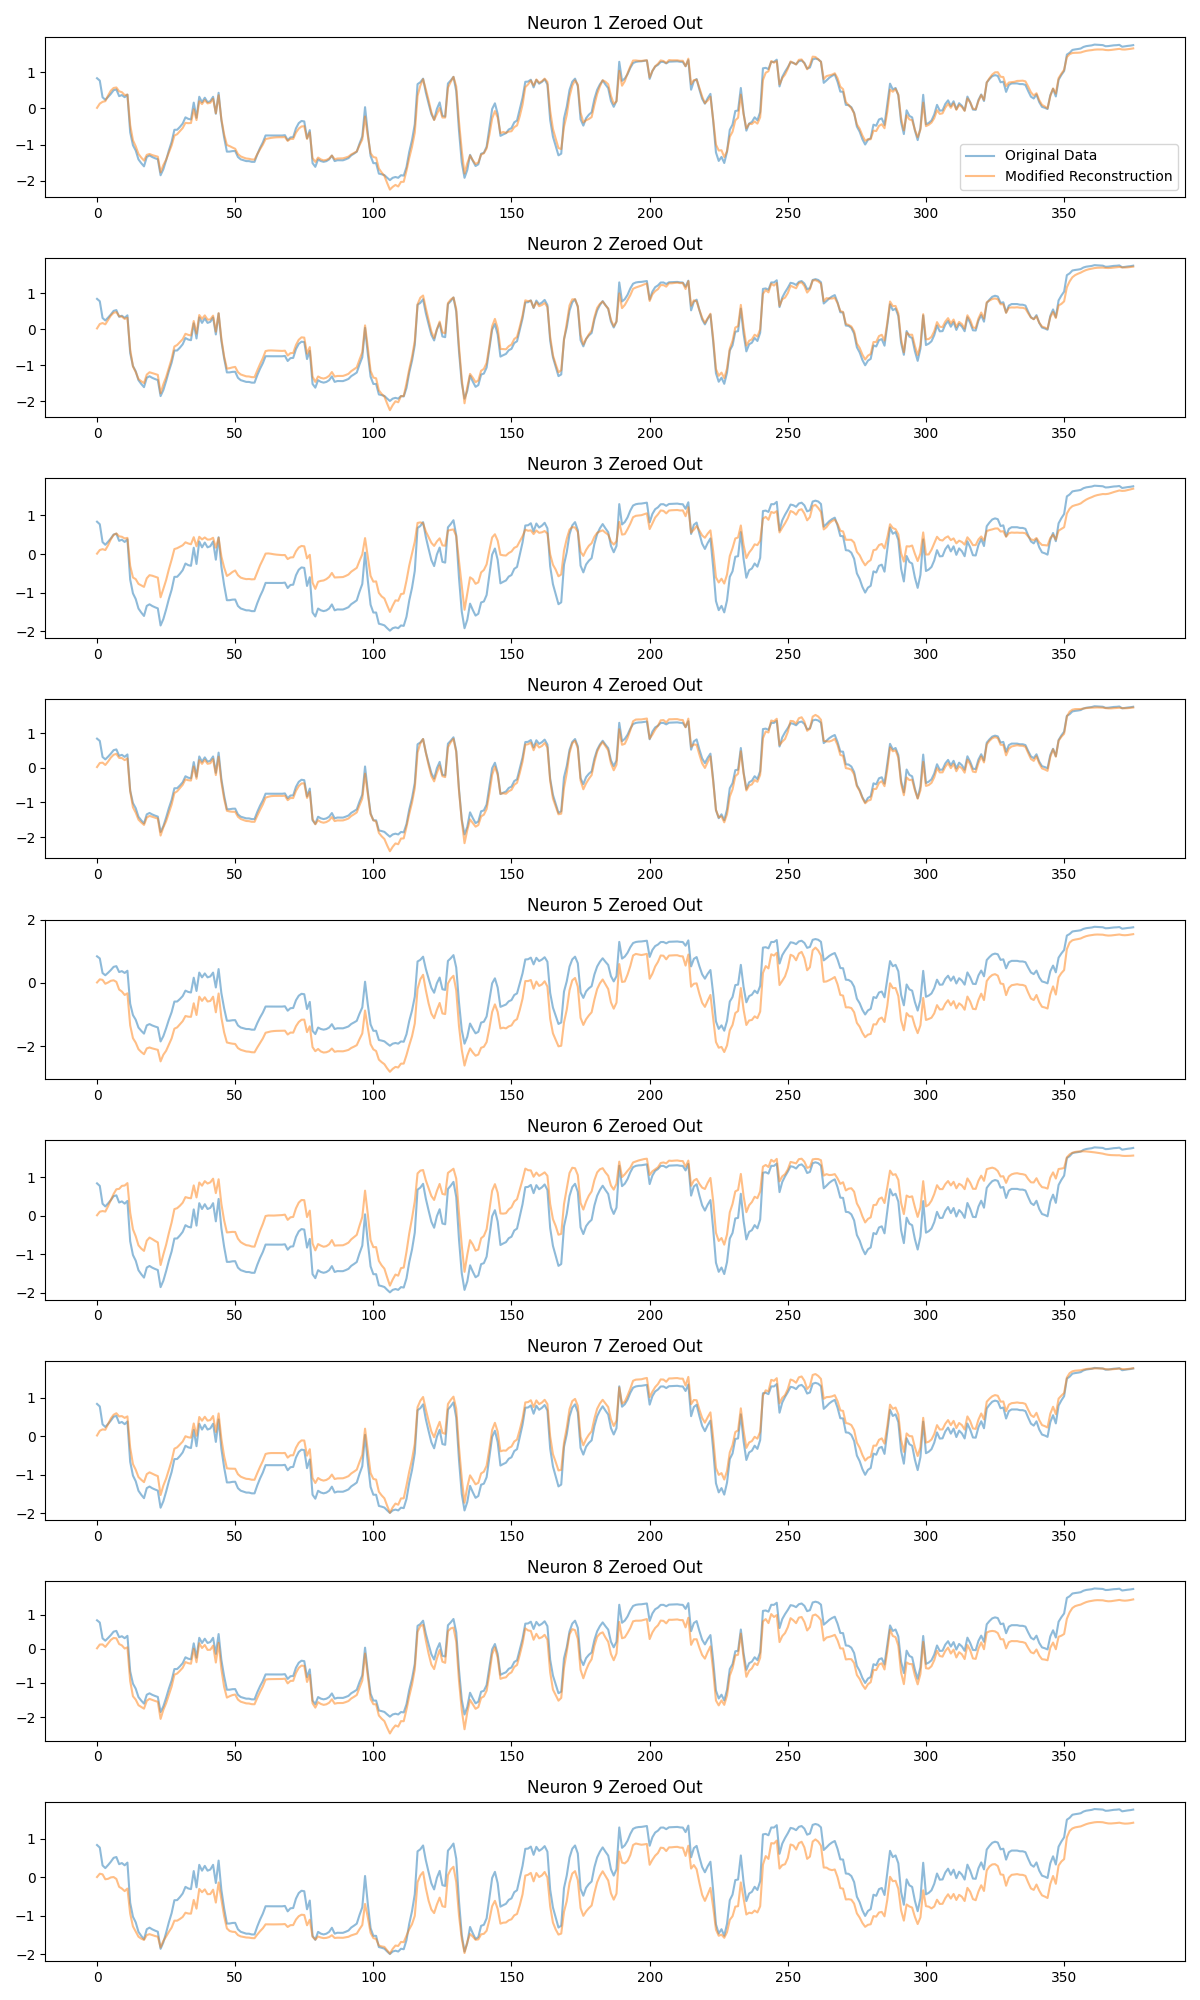 Neuron 1 Zeroed Out
1
0
−1
−2
Original Data
Modified Reconstruction
0 50 100 150 200 250 300 350
Neuron 2 Zeroed Out
1
0
−1
−2
0 50 100 150 200 250 300 350
Neuron 3 Zeroed Out
1
0
−1
−2
0 50 100 150 200 250 300 350
Neuron 4 Zeroed Out
1
0
−1
−2
0 50 100 150 200 250 300 350
Neuron 5 Zeroed Out
2
0
−2
0 50 100 150 200 250 300 350
Neuron 6 Zeroed Out
1
0
−1
−2
0 50 100 150 200 250 300 350
Neuron 7 Zeroed Out
1
0
−1
−2
0 50 100 150 200 250 300 350
Neuron 8 Zeroed Out
1
0
−1
−2
0 50 100 150 200 250 300 350
Neuron 9 Zeroed Out
1
0
−1
−2
0 50 100 150 200 250 300 350